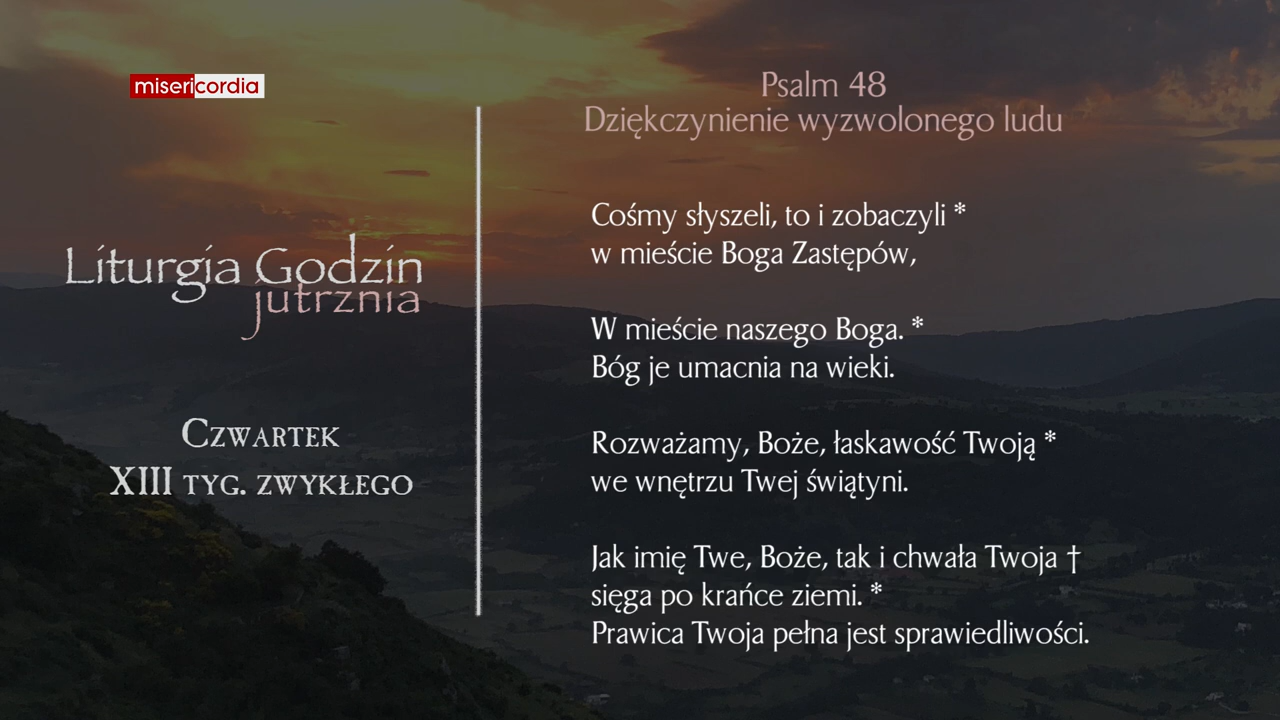 misericordia
Liturgia Godzin
jutrznia
Czwartek
XIII tyg. zwykłego
Psalm 48
Dziękczynienie wyzwolonego ludu
Cośmy słyszeli, to i zobaczyli *
w mieście Boga Zastępów,
W mieście naszego Boga. *
Bóg je umacnia na wieki.
Rozważamy, Boże, łaskawość Twoją *
we wnętrzu Twej świątyni.
Jak imię Twe, Boże, tak i chwała Twoja †
sięga po krańce ziemi. *
Prawica Twoja pełna jest sprawiedliwości.